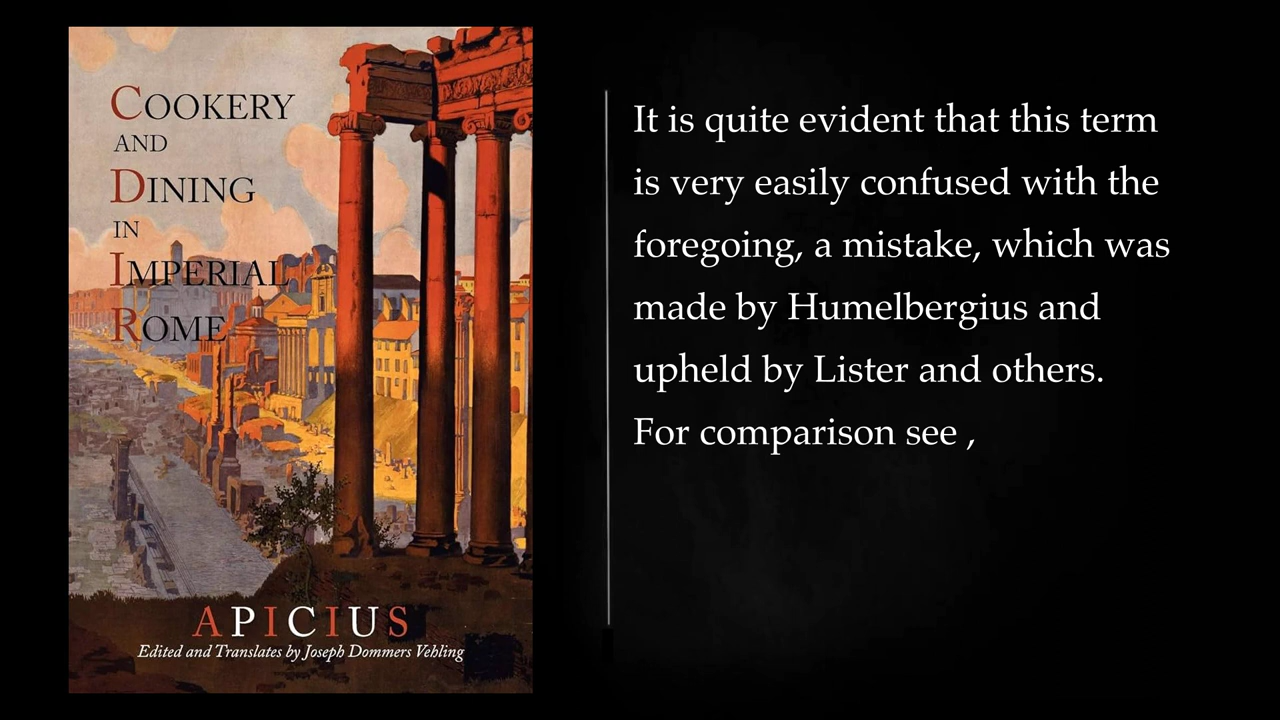 COOKERY
AND
DINING
IN
IMPERIAL
ROME
APICIUS
Edited and Translates by Joseph Dommers Vehling
It is quite evident that this term
is very easily confused with the
foregoing, a mistake, which was
made by Humelbergius and
upheld by Lister and others.
For comparison see ,